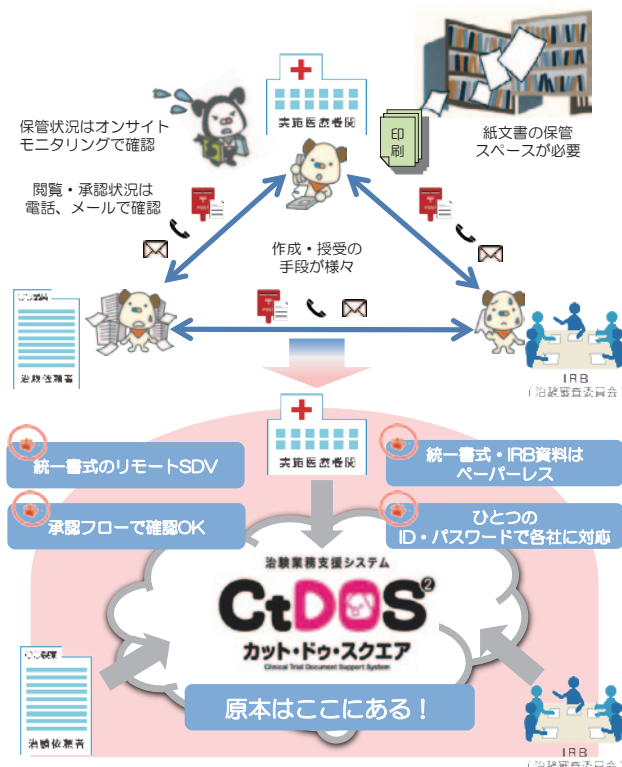 実施医療機関
保管状況はオンサイト
モニタリングで確認
印
刷
紙文書の保管
スペースが必要
閲覧・承認状況は
電話、メールで確認
作成・授受の
手段が様々
治験依頼者
IRB
(治験審査委員会)
実施医療機関
統一書式のリモートSDV
統一書式・IRB資料は
ペーパーレス
承認フローで確認OK
ひとつの
ID・パスワードで各社に対応
治験業務支援システム
CtDOS2
カット・ドゥ・スクエア
Clinical Trial Document Support System
原本はここにある！
治験依頼者
IRB
(治験審査委員会)